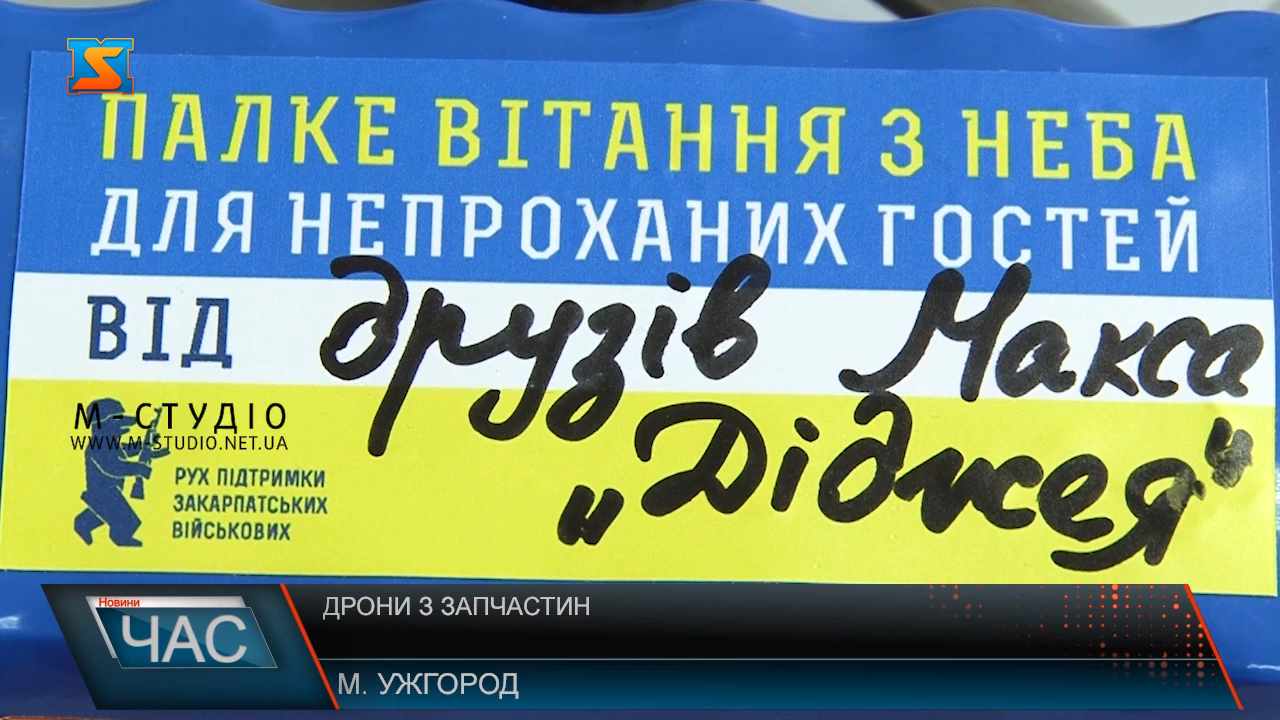 ПАЛКЕ ВІТАННЯ З НЕБА
ДЛЯ НЕПРОХАНИХ ГОСТЕЙ
ВІД друзів Макса
„Діджея"
М-СТУДІО
WWW.M-STUDIO.NET.UA
РУХ ПІДТРИМКИ
ЗАКАРПАТСЬКИХ
ВІЙСЬКОВИХ
Новини
ЧАС
ДРОНИ З ЗАПЧАСТИН
М. УЖГОРОД